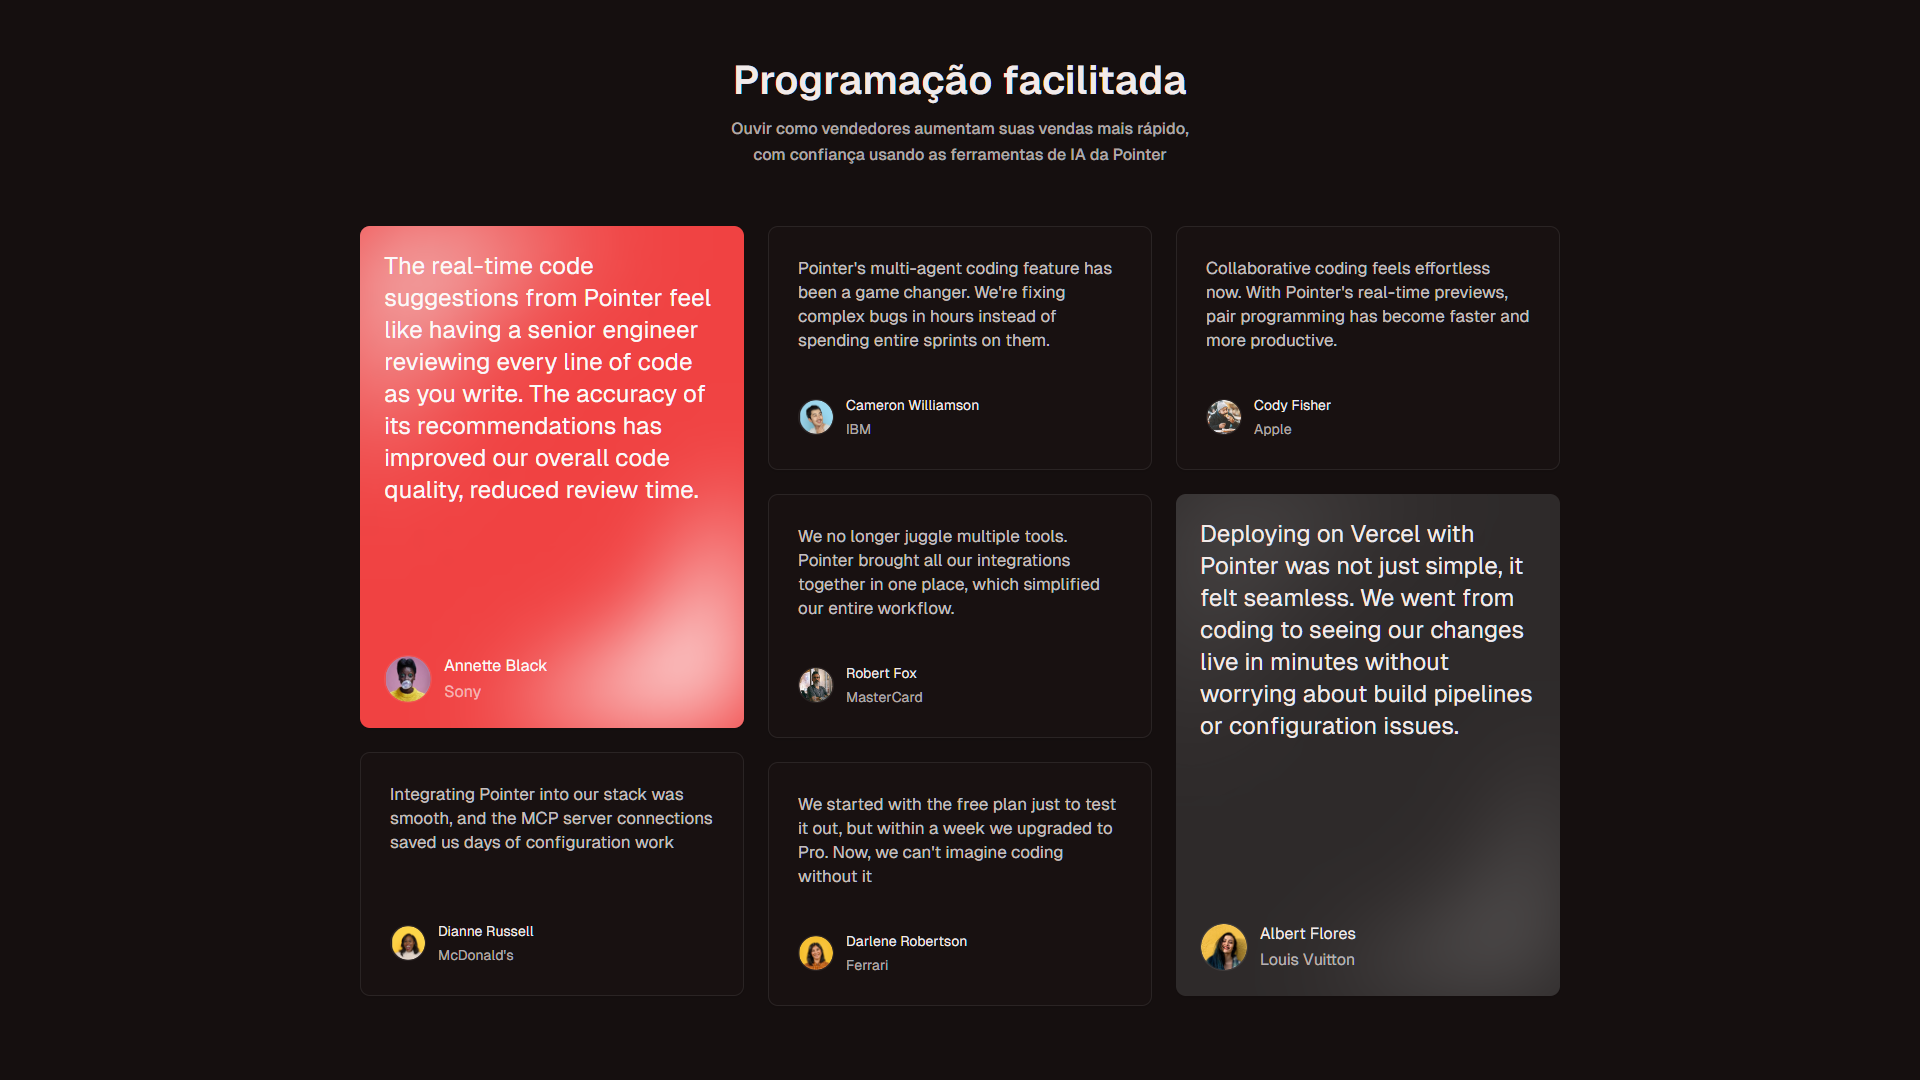 Programação facilitada
Ouvir como vendedores aumentam suas vendas mais rápido,
com confiança usando as ferramentas de IA da Pointer
The real-time code
suggestions from Pointer feel
like having a senior engineer
reviewing every line of code
as you write. The accuracy of
its recommendations has
improved our overall code
quality, reduced review time.
Annette Black
Sony
Integrating Pointer into our stack was
smooth, and the MCP server connections
saved us days of configuration work
Dianne Russell
McDonald's
Pointer's multi-agent coding feature has
been a game changer. We're fixing
complex bugs in hours instead of
spending entire sprints on them.
Cameron Williamson
IBM
We no longer juggle multiple tools.
Pointer brought all our integrations
together in one place, which simplified
our entire workflow.
Robert Fox
MasterCard
We started with the free plan just to test
it out, but within a week we upgraded to
Pro. Now, we can't imagine coding
without it
Darlene Robertson
Ferrari
Collaborative coding feels effortless
now. With Pointer's real-time previews,
pair programming has become faster and
more productive.
Cody Fisher
Apple
Deploying on Vercel with
Pointer was not just simple, it
felt seamless. We went from
coding to seeing our changes
live in minutes without
worrying about build pipelines
or configuration issues.
Albert Flores
Louis Vuitton